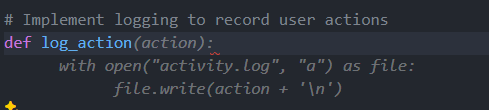 # Implement logging to record user actions
def log_action(action):
    with open("activity.log", "a") as file:
        file.write(action + '\n')